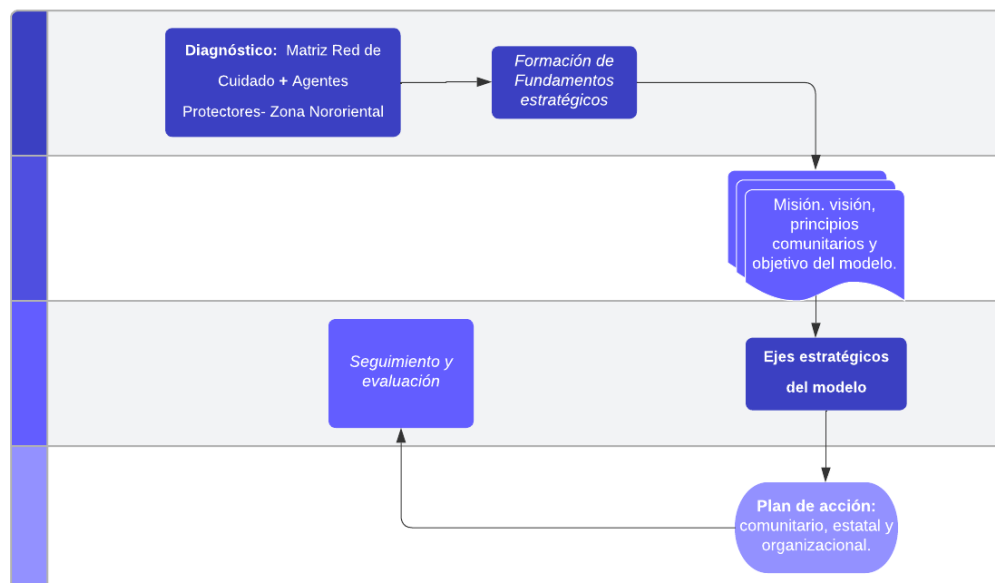 Diagnóstico: Matriz Red de
Cuidado + Agentes
Protectores- Zona Nororiental
Formación de
Fundamentos
estratégicos
Misión. visión,
principios
comunitarios y
objetivo del modelo.
Ejes estratégicos
del modelo
Plan de acción:
comunitario, estatal y
organizacional.
Seguimiento y
evaluación